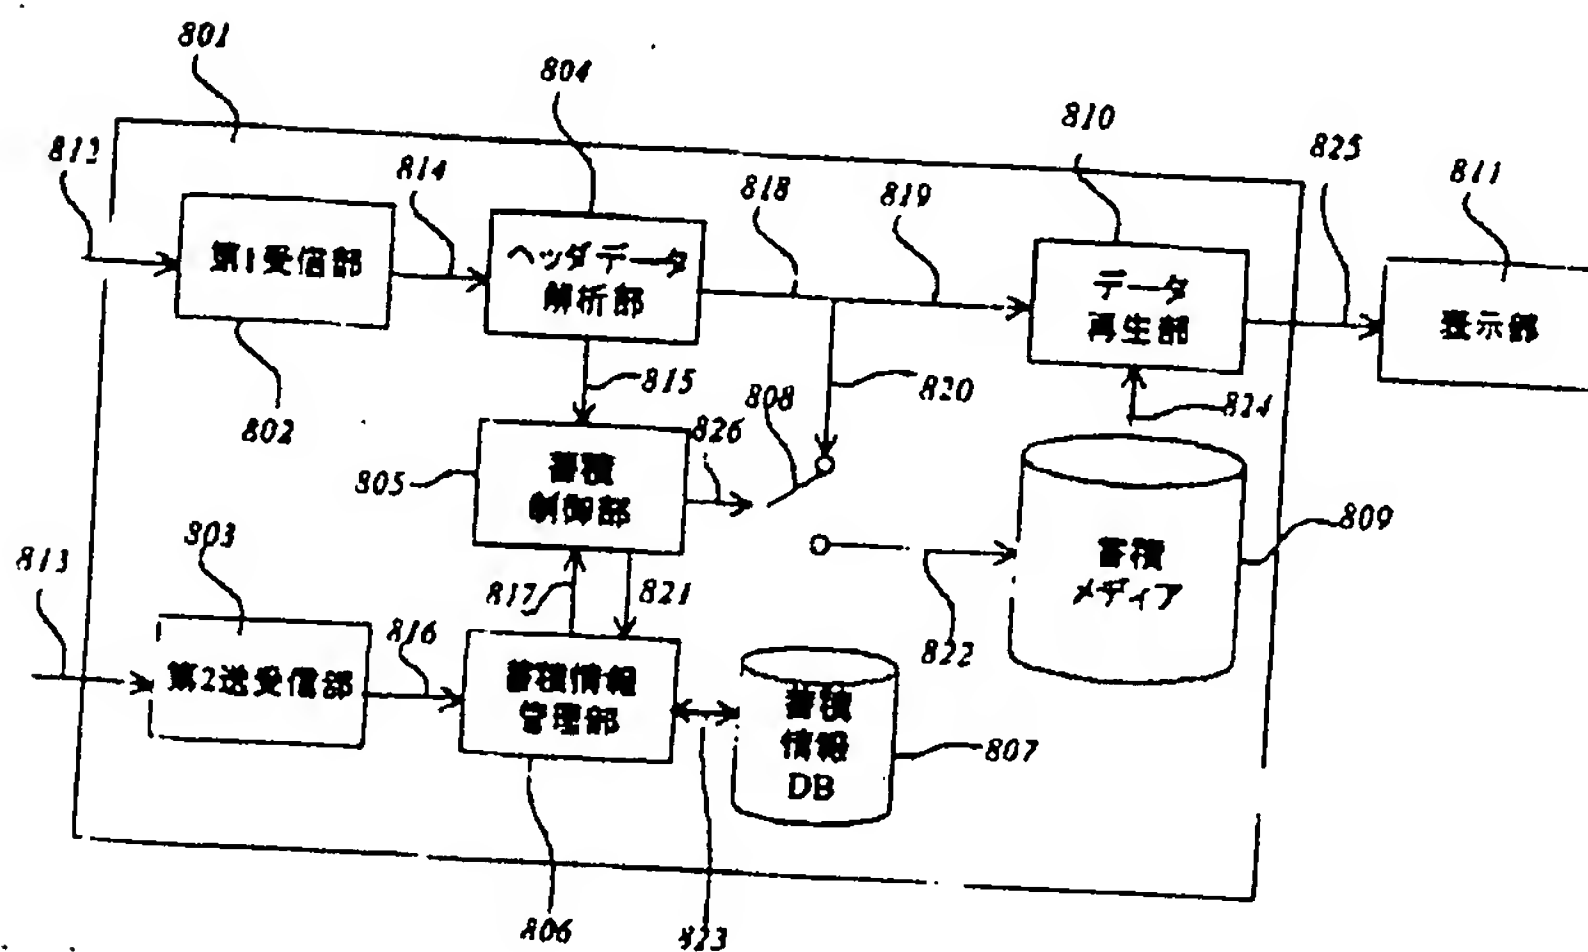 801
804
810
812
814
818
819
825
811
第1受信部
ヘッダデータ
解析部
データ
再生部
表示部
802
815
808
820
824
826
805
蓄積
制御部
809
813
803
817
821
蓄積
メディア
816
822
第2送受信部
蓄積情報
管理部
蓄積
情報
DB
807
806
823